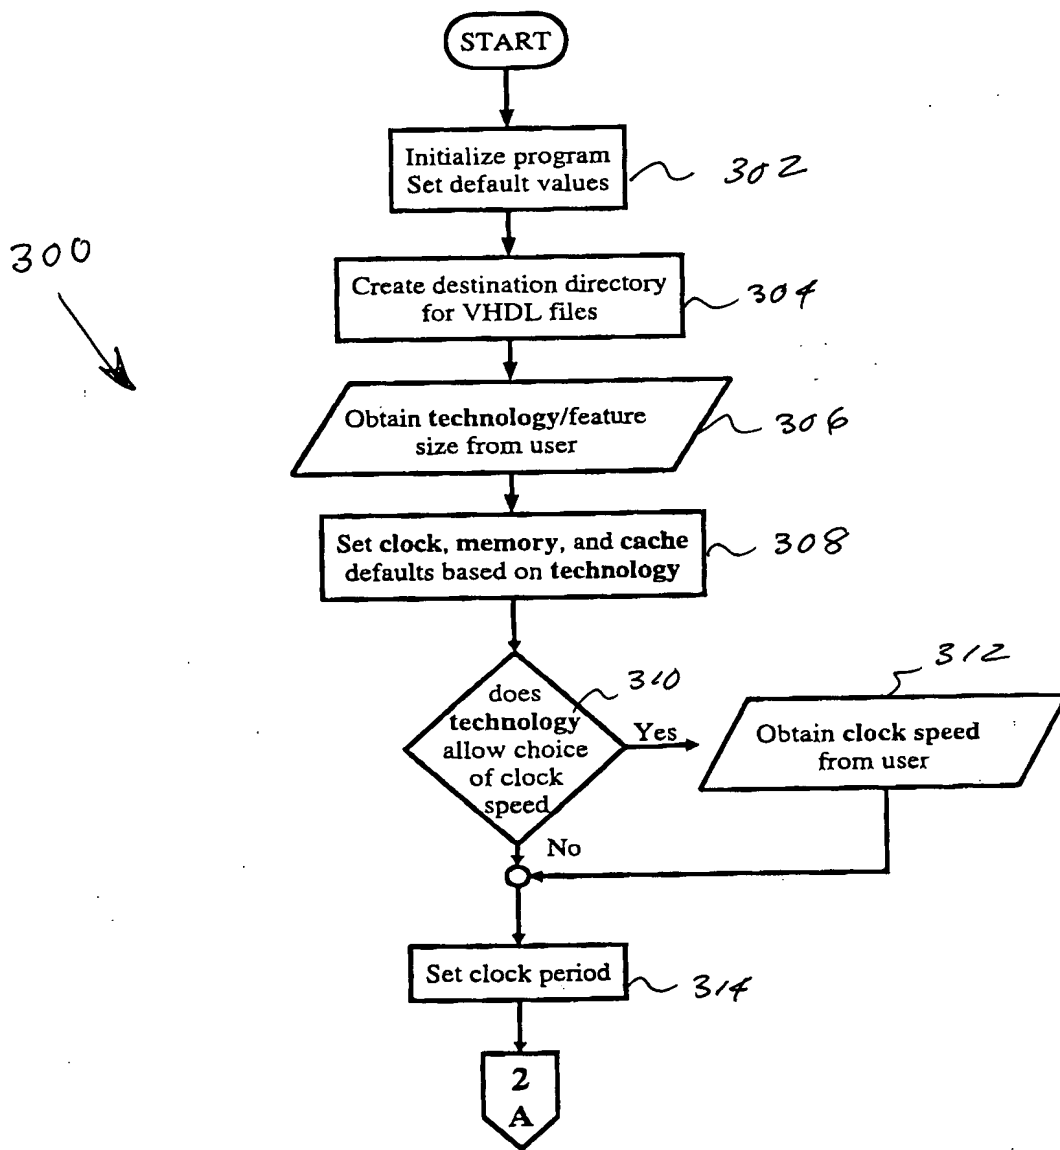 START
Initialize program
Set default values
302
300
Create destination directory
for VHDL files
304
Obtain technology/feature
size from user
306
Set clock, memory, and cache
defaults based on technology
308
does
technology
allow choice
of clock
speed
310
Yes
312
Obtain clock speed
from user
No
Set clock period
314
2
A